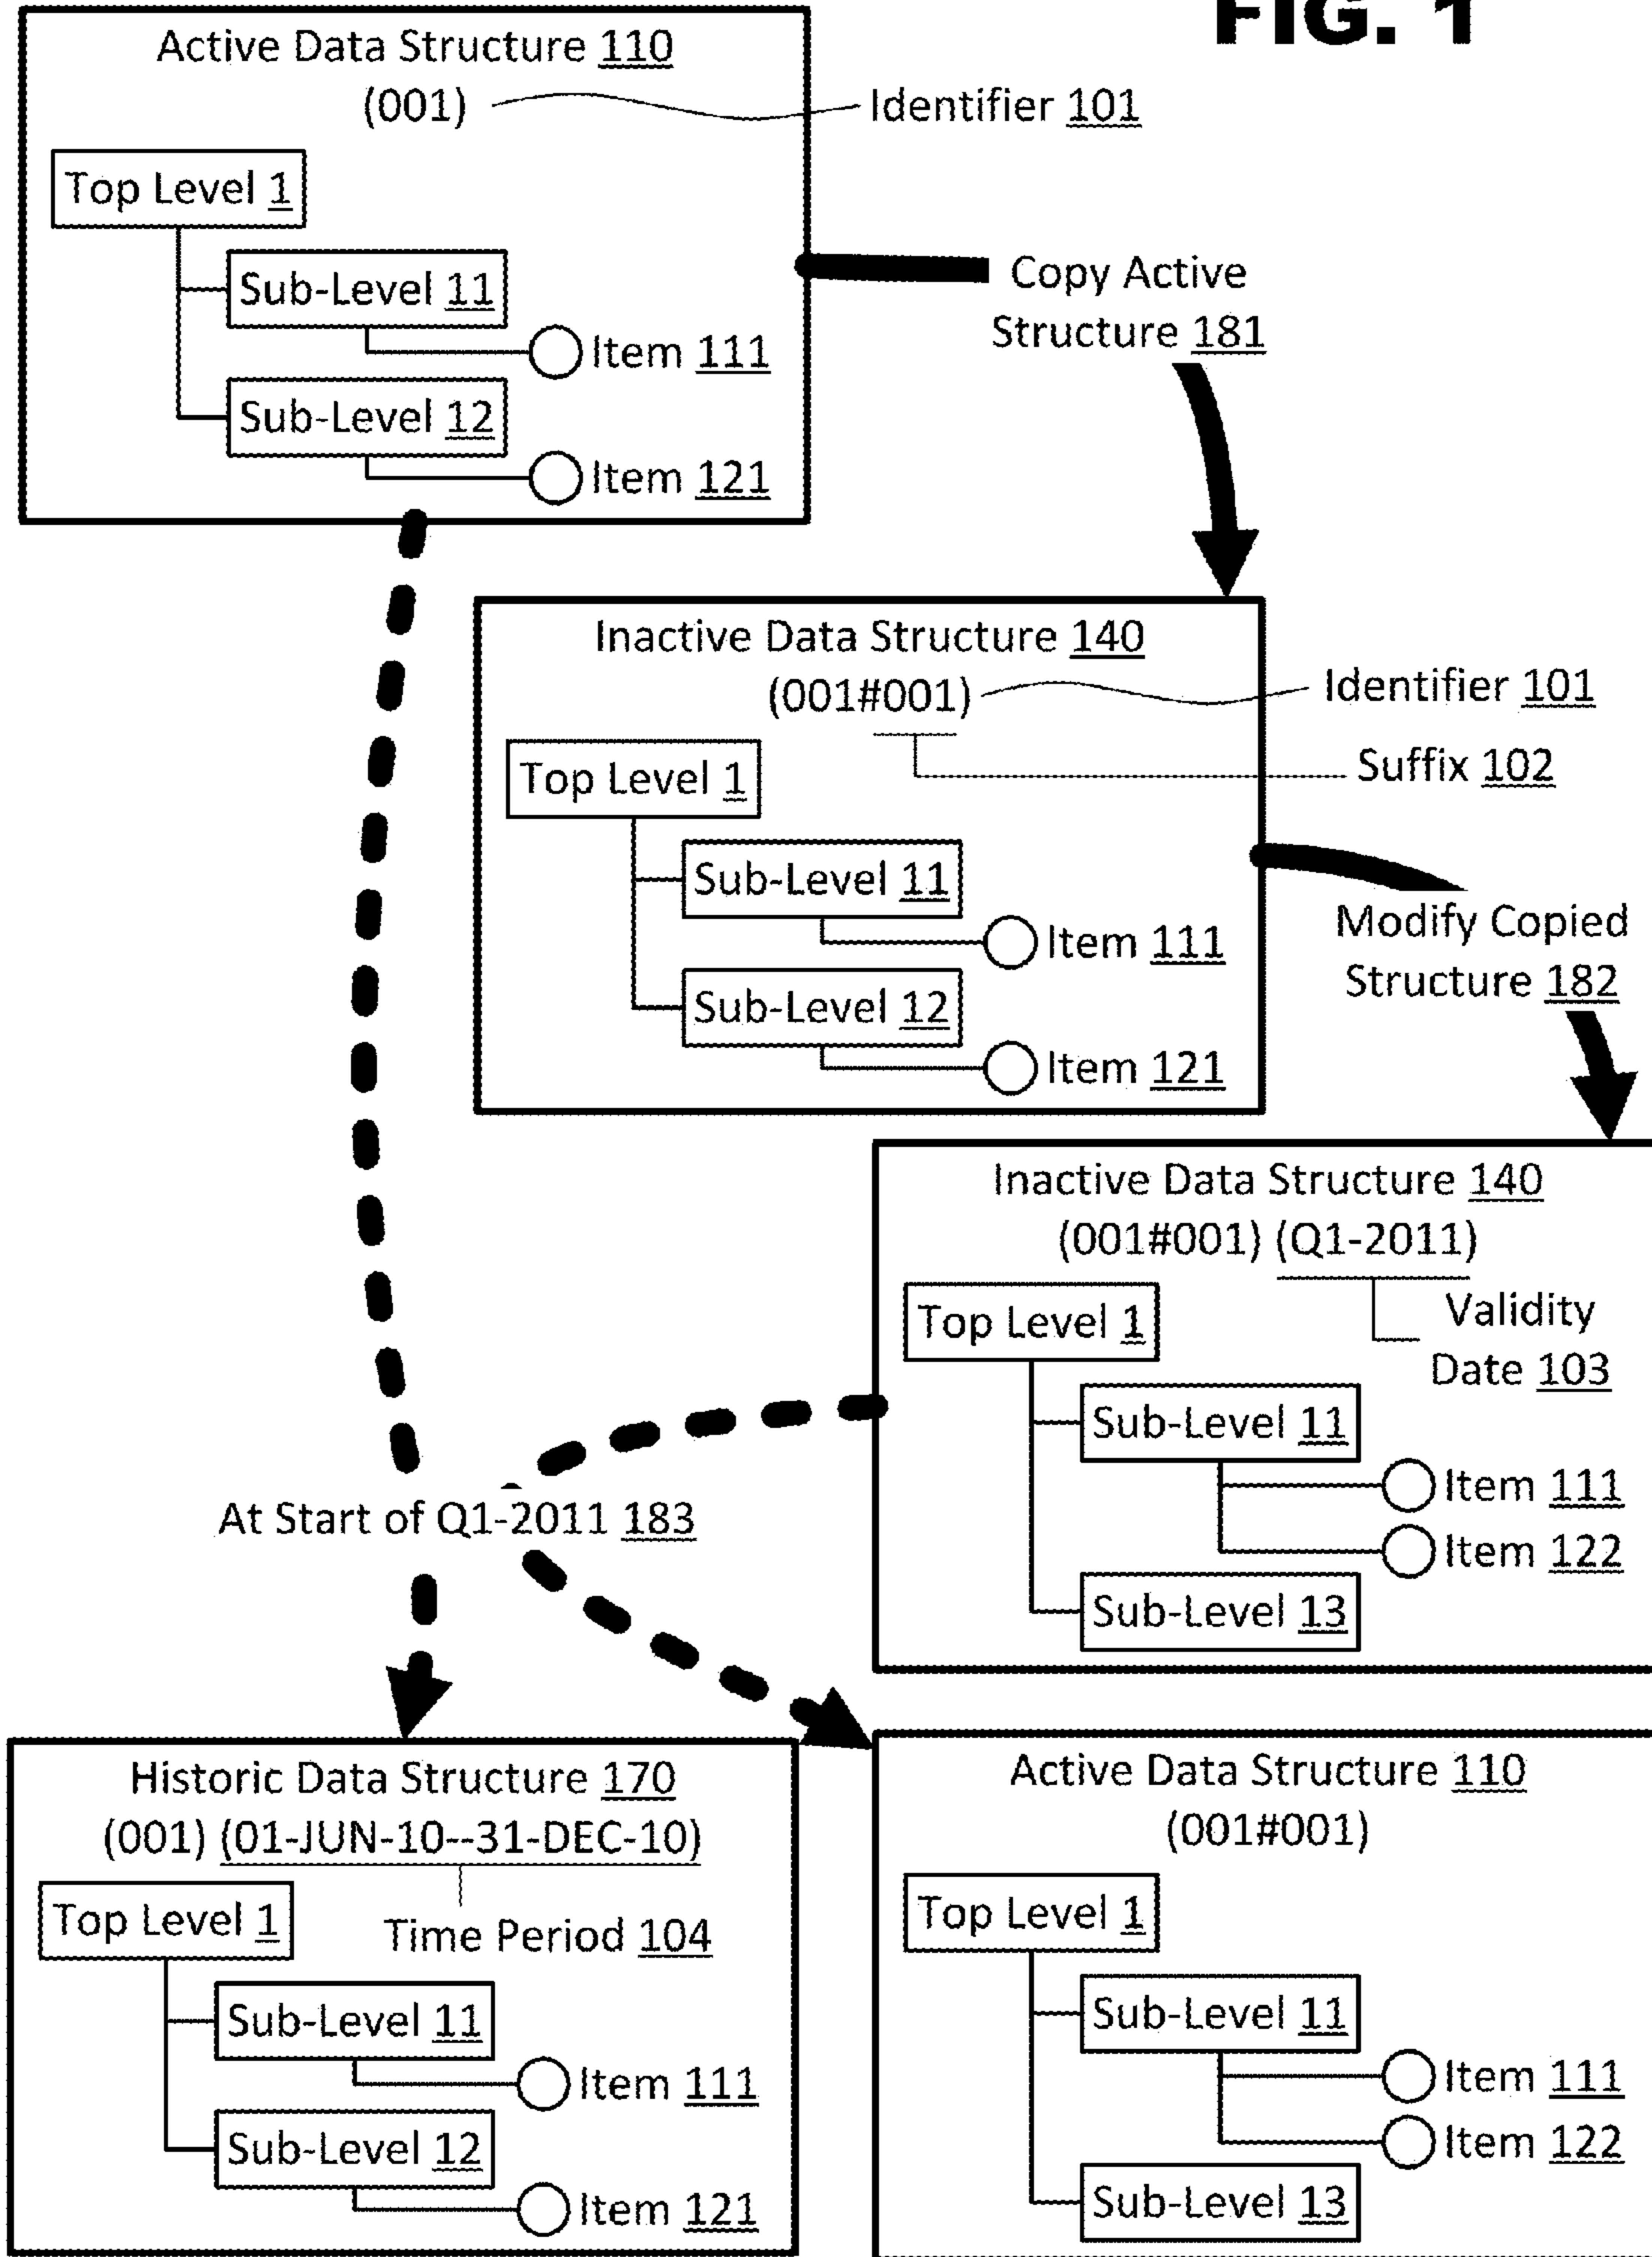 FIG. 1
Active Data Structure 110
(001)
Identifier 101
Top Level 1
Sub-Level 11
Item 111
Sub-Level 12
Item 121
Copy Active
Structure 181
Inactive Data Structure 140
(001#001)
Identifier 101
Suffix 102
Top Level 1
Sub-Level 11
Item 111
Sub-Level 12
Item 121
Modify Copied
Structure 182
Inactive Data Structure 140
(001#001) (Q1-2011)
Validity
Date 103
Top Level 1
Sub-Level 11
Item 111
Item 122
Sub-Level 13
At Start of Q1-2011 183
Historic Data Structure 170
(001) (01-JUN-10--31-DEC-10)
Time Period 104
Top Level 1
Sub-Level 11
Item 111
Sub-Level 12
Item 121
Active Data Structure 110
(001#001)
Top Level 1
Sub-Level 11
Item 111
Item 122
Sub-Level 13